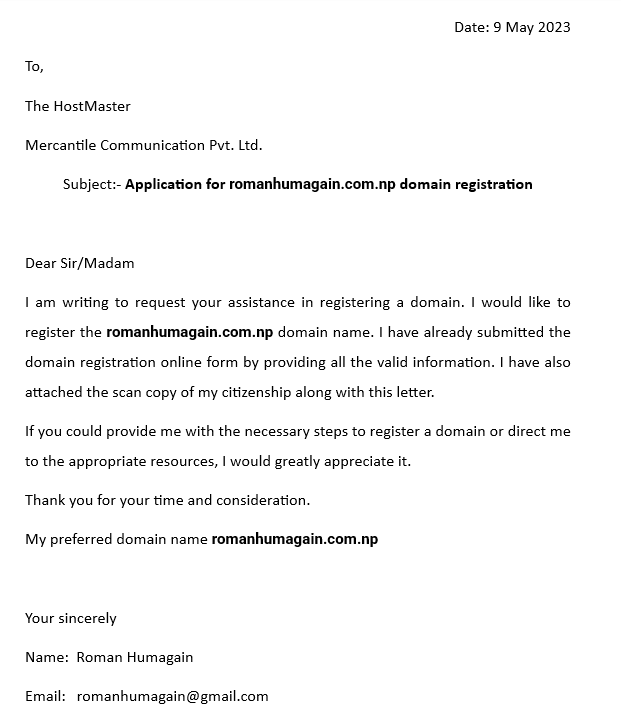 Date: 9 May 2023
To,
The HostMaster
Mercantile Communication Pvt. Ltd.
Subject:- Application for romanhumagain.com.np domain registration
Dear Sir/Madam
I am writing to request your assistance in registering a domain. I would like to
register the romanhumagain.com.np domain name. I have already submitted the
domain registration online form by providing all the valid information. I have also
attached the scan copy of my citizenship along with this letter.
If you could provide me with the necessary steps to register a domain or direct me
to the appropriate resources, I would greatly appreciate it.
Thank you for your time and consideration.
My preferred domain name romanhumagain.com.np
Your sincerely
Name: Roman Humagain
Email: romanhumagain@gmail.com